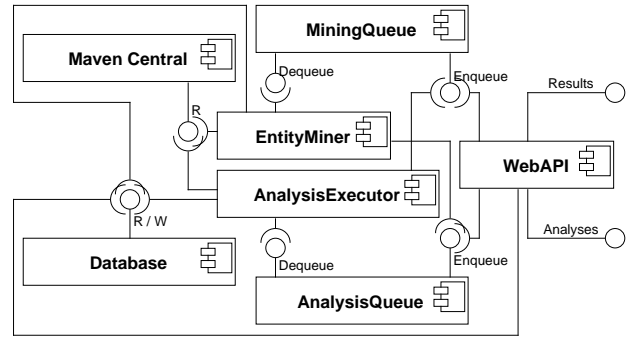 MiningQueue
Maven Central
Dequeue
Enqueue
Results
R
EntityMiner
WebAPI
AnalysisExecutor
R / W
Analyses
Database
Dequeue
Enqueue
AnalysisQueue